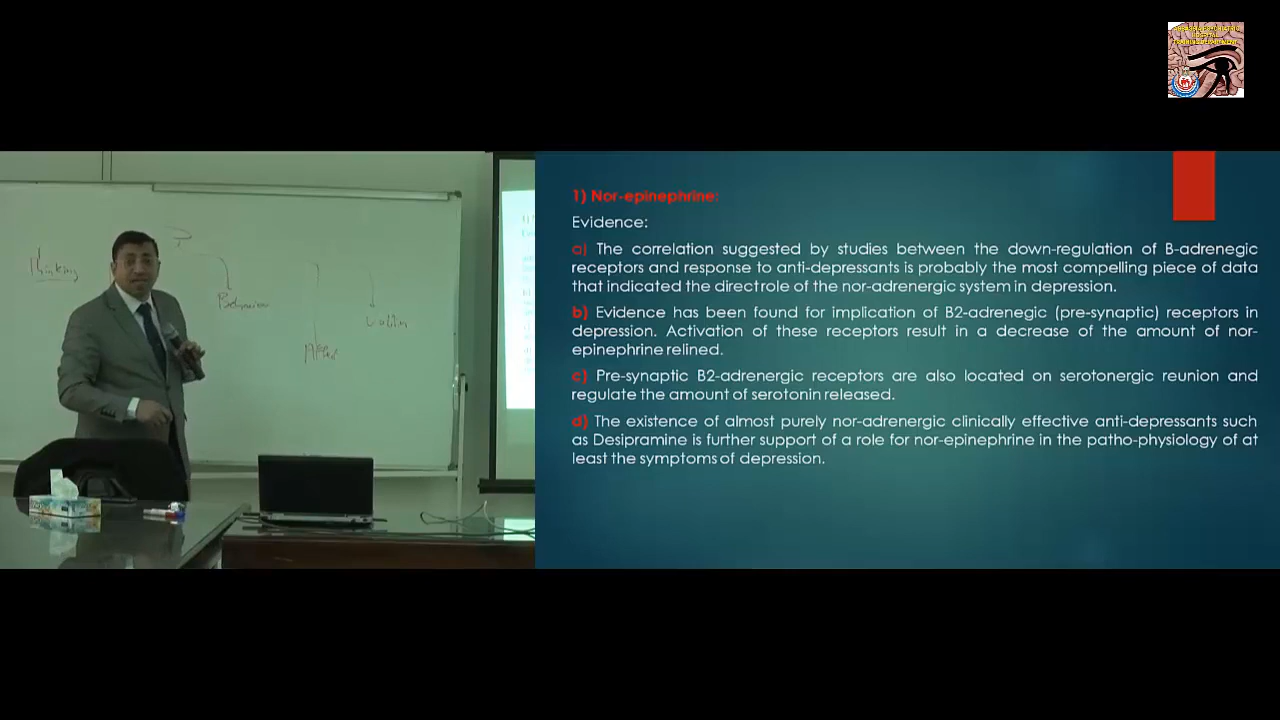 HOSPITAL
Thinking
1) Nor-epinephrine:
Evidence:
a) The correlation suggested by studies between the down-regulation of B-adrenegic
receptors and response to anti-depressants is probably the most compelling piece of data
that indicated the direct role of the nor-adrenergic system in depression.
b) Evidence has been found for implication of B2-adrenegic (pre-synaptic) receptors in
depression. Activation of these receptors result in a decrease of the amount of nor-
epinephrine relined.
c) Pre-synaptic B2-adrenergic receptors are also located on serotonergic reunion and
regulate the amount of serotonin released.
d) The existence of almost purely nor-adrenergic clinically effective anti-depressants such
as Desipramine is further support of a role for nor-epinephrine in the patho-physiology of at
least the symptoms of depression.